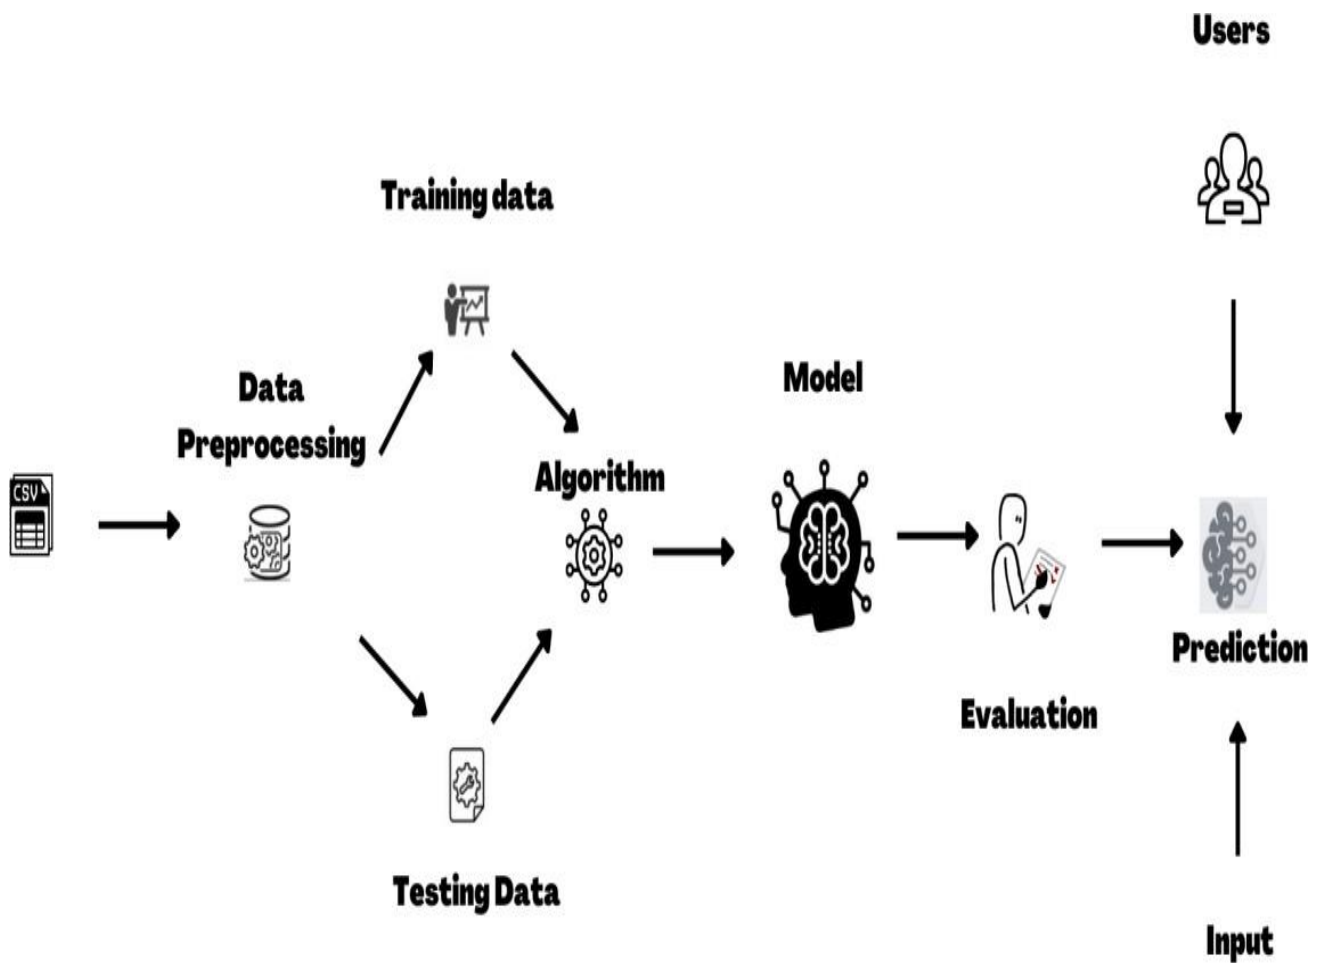 Users
Training data
Data
Preprocessing
Model
Algorithm
CSV
Prediction
Evaluation
Testing Data
Input